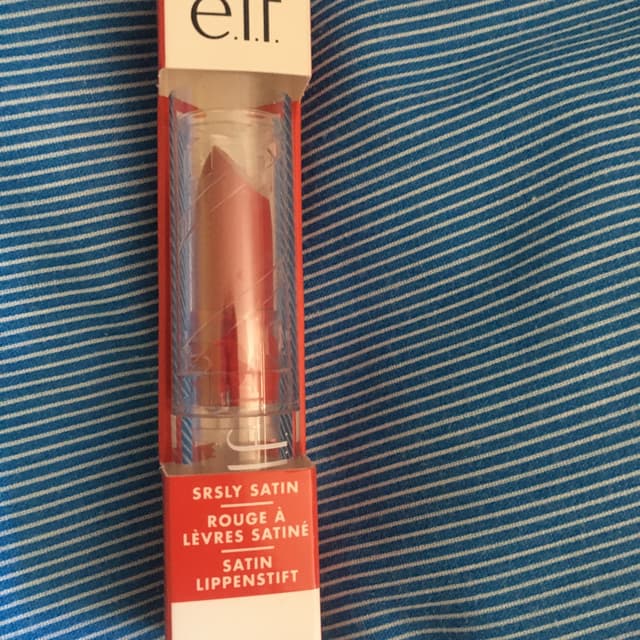 e.l.f.
SRSLY SATIN
ROUGE À
LÈVRES SATINÉ
SATIN
LIPPENSTIFT